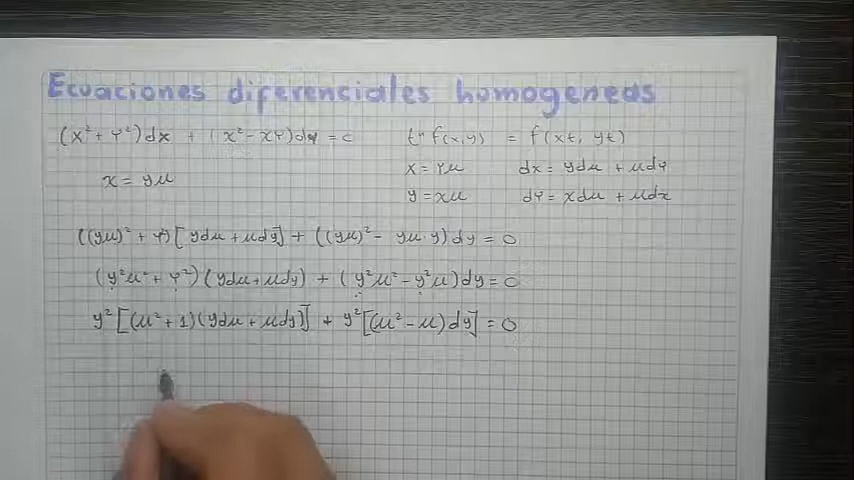 Ecuaciones diferenciales homogeneas
(x² + y²)dx + (x² - xy)dy = 0
tⁿ f(x,y) = f(xt, yt)
x = yu
x = yu dx = ydu + udy
y = xu dy = xdu + udx
((yu)² + y²)[ydu + udy] + ((yu)² - yu·y)dy = 0
(y²u² + y²)(ydu + udy) + (y²u² - y²u)dy = 0
y²[(u² + 1)(ydu + udy)] + y²[(u² - u)dy] = 0